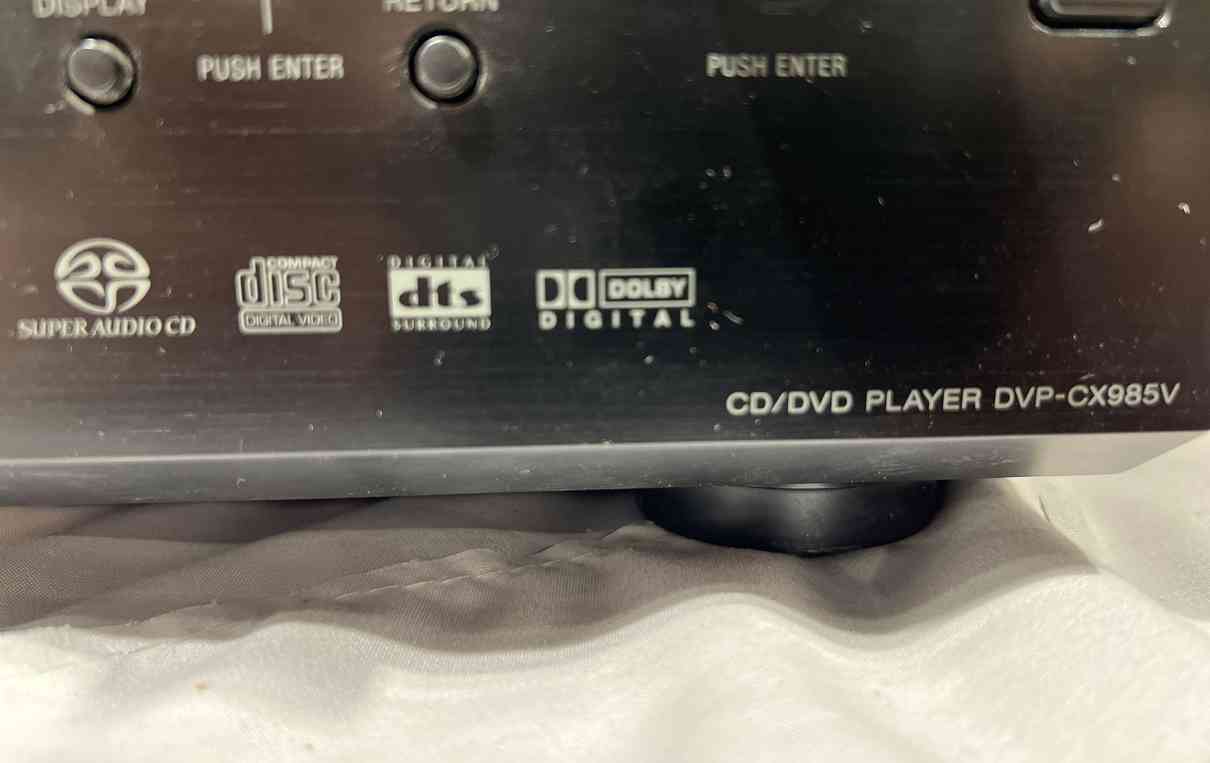 DISPLAY
RETURN
PUSH ENTER
PUSH ENTER
SUPER AUDIO CD
COMPACT
disc
DIGITAL VIDEO
DIGITAL
dts
SURROUND
DOLBY
DIGITAL
CD/DVD PLAYER DVP-CX985V